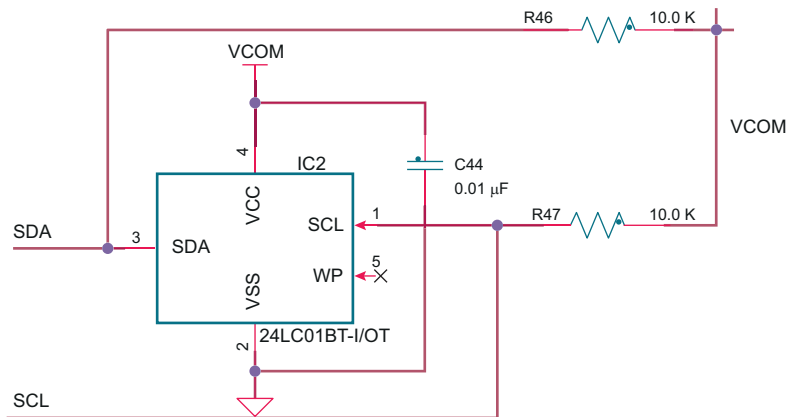 R46 10.0 K
VCOM
VCOM
4
IC2
C44
0.01 µF
VCC
SCL
1
R47
10.0 K
SDA
3
SDA
5
WP
VSS
2
24LC01BT-I/OT
SCL